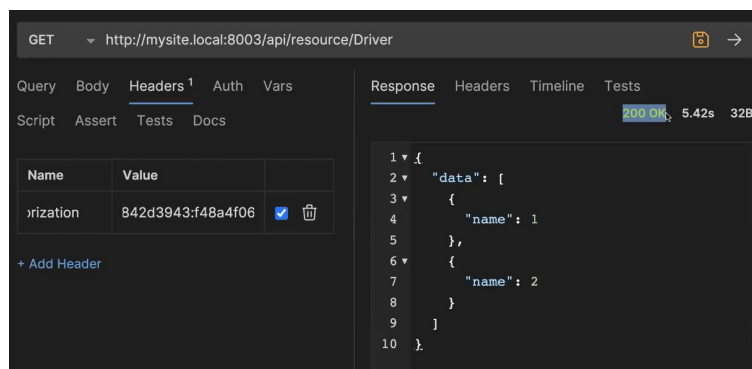 GET http://mysite.local:8003/api/resource/Driver
Query Body Headers 1 Auth Vars
Script Assert Tests Docs
Name Value
orization 842d3943:f48a4f06
+ Add Header
Response Headers Timeline Tests
200 OK 5.42s 32B
1 {
2 "data": [
3 {
4 "name": 1
5 },
6 {
7 "name": 2
8 }
9 ]
10 }